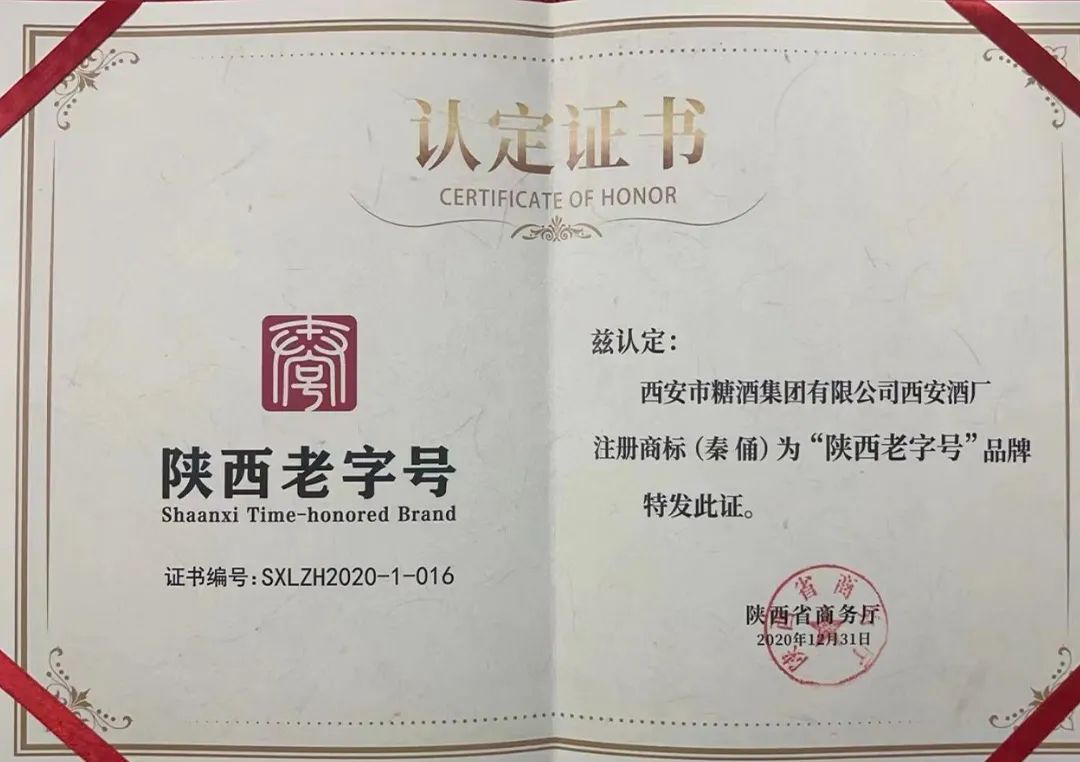 认定证书
CERTIFICATE OF HONOR
陕西老字号
Shaanxi Time-honored Brand
证书编号:SXLZH2020-1-016
兹认定：
西安市糖酒集团有限公司西安酒厂
注册商标（秦 俑）为“陕西老字号”品牌
特发此证。
陕西省商务厅
2020年12月31日